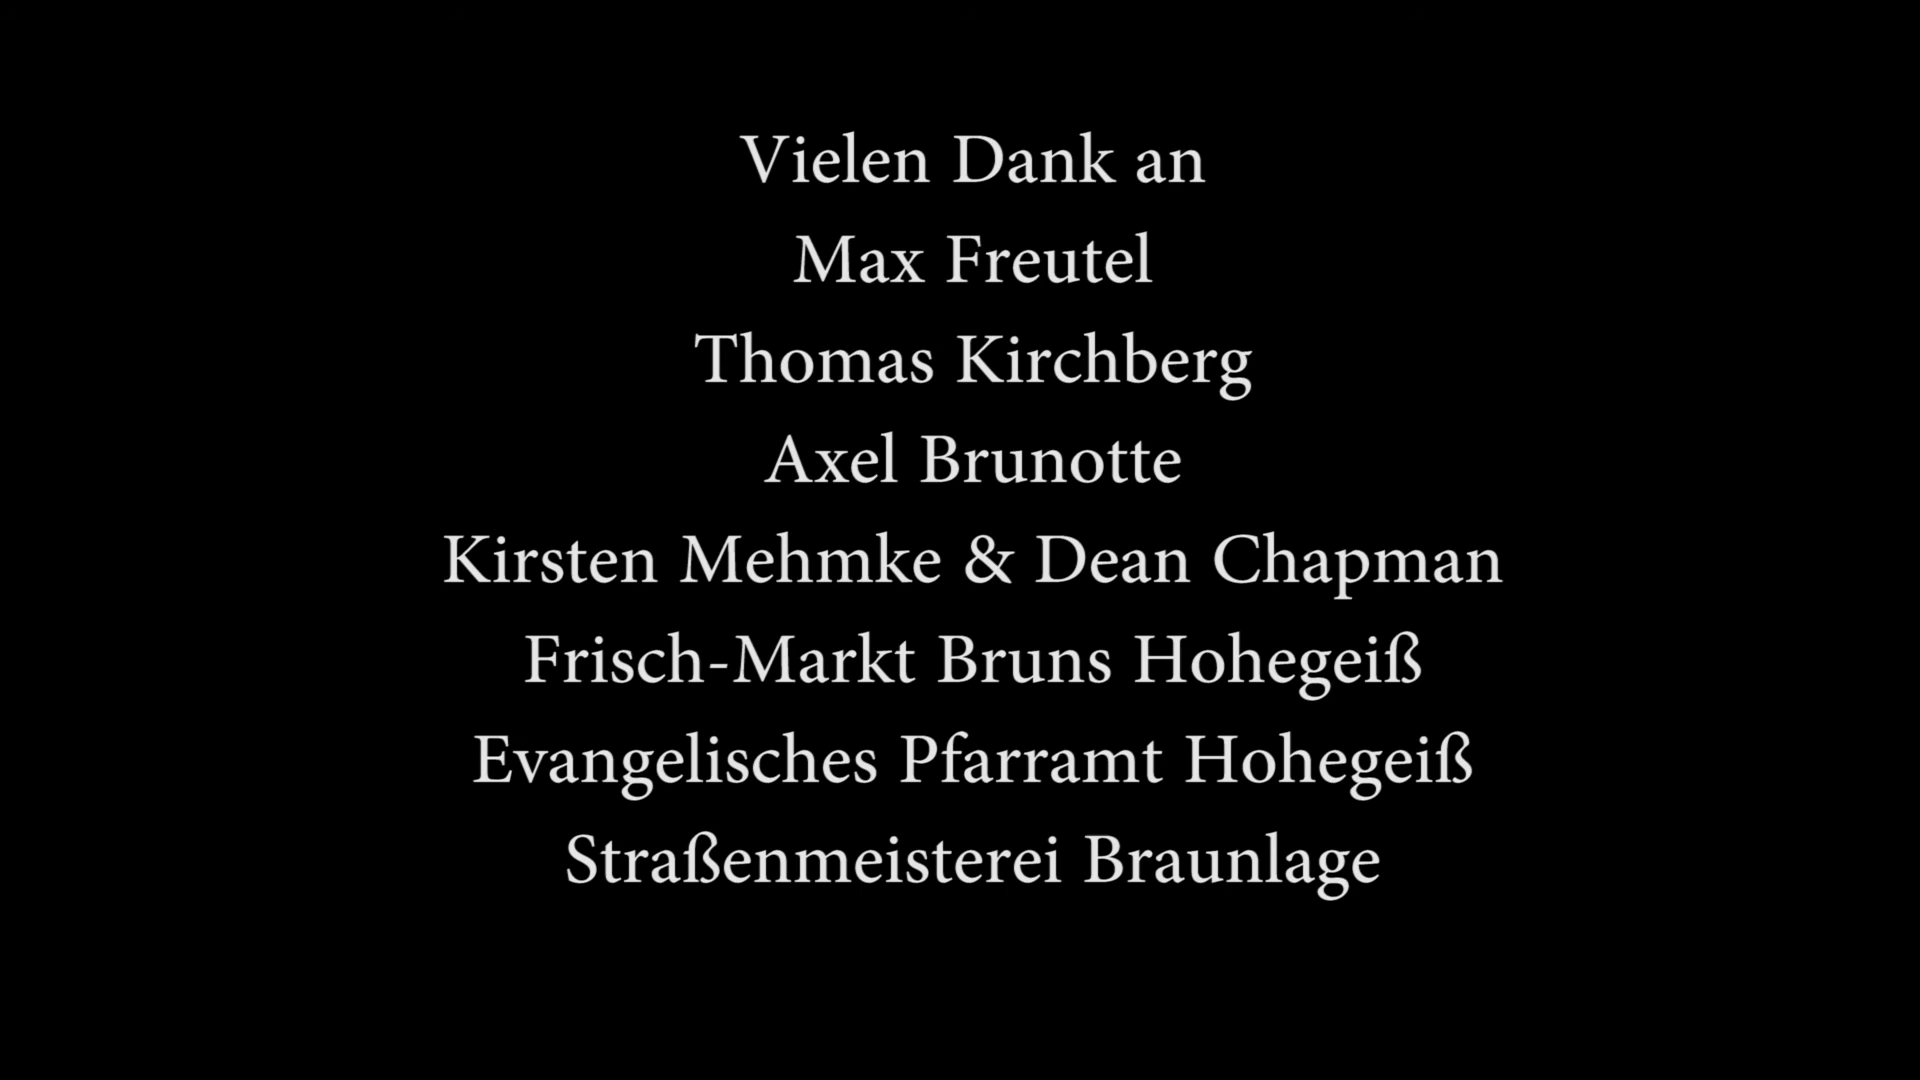 Vielen Dank an
Max Freutel
Thomas Kirchberg
Axel Brunotte
Kirsten Mehmke & Dean Chapman
Frisch-Markt Bruns Hohegeiß
Evangelisches Pfarramt Hohegeiß
Straßenmeisterei Braunlage